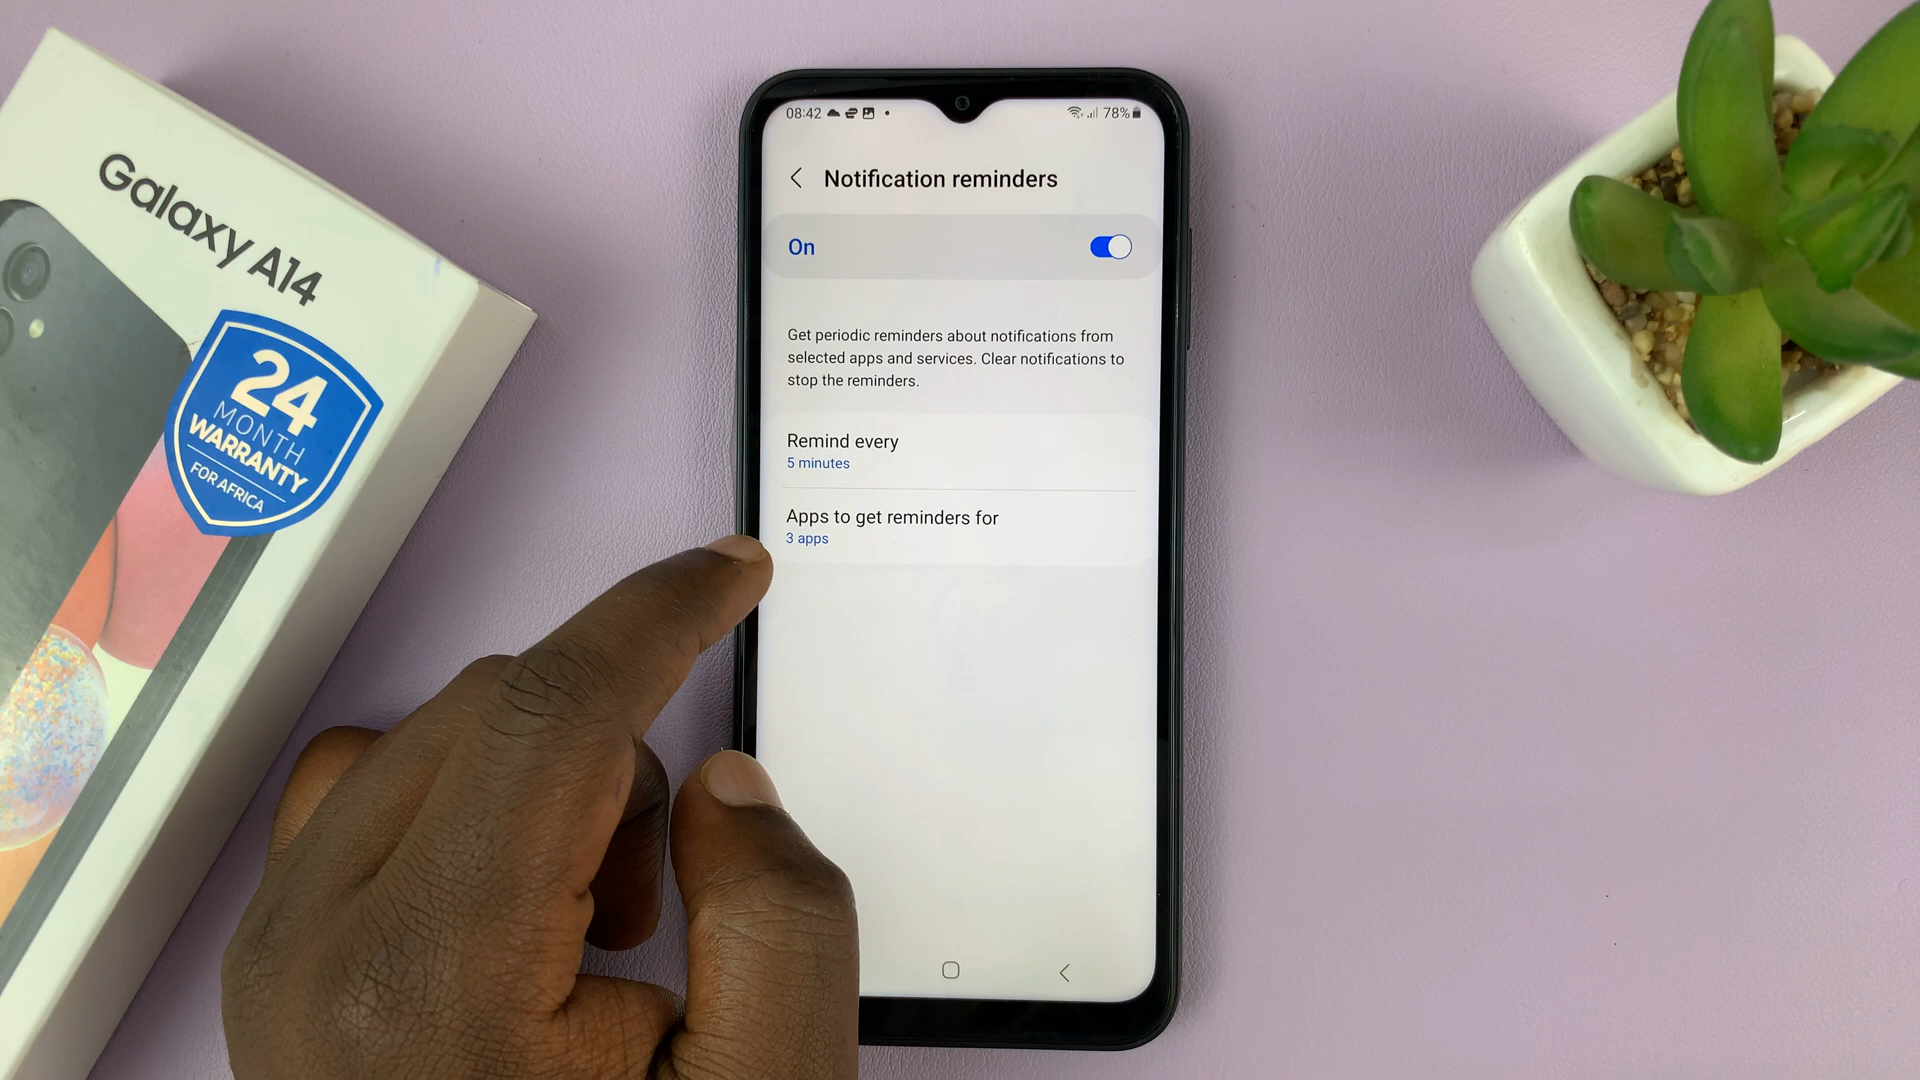 Galaxy A14
24
MONTH
WARRANTY
FOR AFRICA
08:42
78%
Notification reminders
On
Get periodic reminders about notifications from
selected apps and services. Clear notifications to
stop the reminders.
Remind every
5 minutes
Apps to get reminders for
3 apps